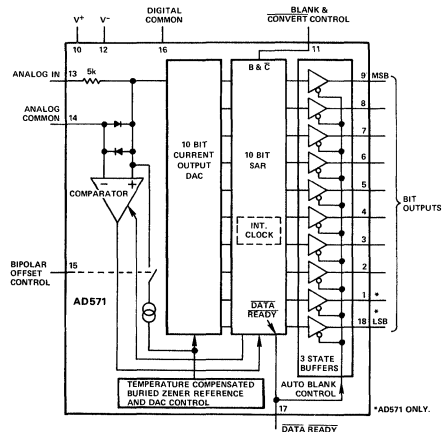 V+ V- DIGITAL COMMON BLANK & CONVERT CONTROL
10 12 16 11
B & C
ANALOG IN 13 5k
ANALOG COMMON 14
COMPARATOR - +
10 BIT CURRENT OUTPUT DAC
10 BIT SAR
INT. CLOCK
9 MSB
8
7
6
5
4
3
2
1 *
*
18 LSB
BIT OUTPUTS
BIPOLAR OFFSET CONTROL 15
AD571
DATA READY
3 STATE BUFFERS
AUTO BLANK CONTROL
TEMPERATURE COMPENSATED
BURIED ZENER REFERENCE
AND DAC CONTROL
17
*AD571 ONLY.
DATA READY